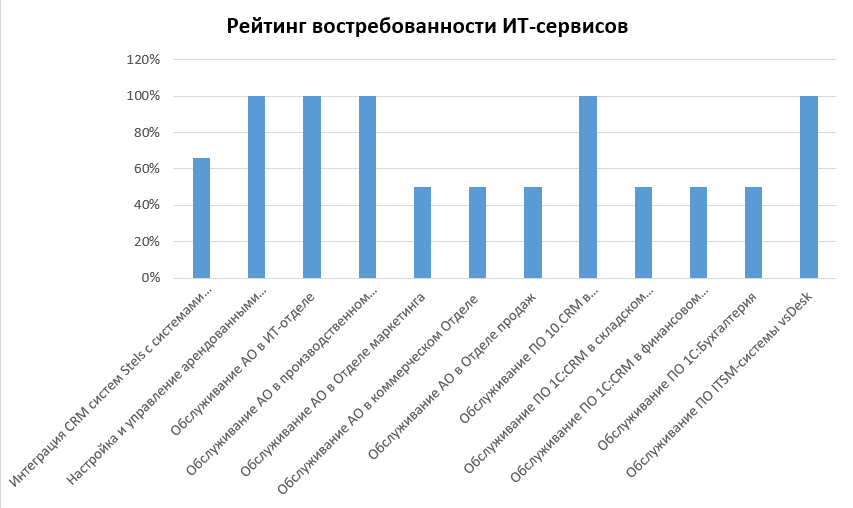 Рейтинг востребованности ИТ-сервисов
120%
100%
80%
60%
40%
20%
0%
Интеграция CRM систем Stels с системами...
Настройка и управление арендованными...
Обслуживание АО в ИТ-отделе
Обслуживание АО в производственном...
Обслуживание АО в Отделе маркетинга
Обслуживание АО в коммерческом Отделе
Обслуживание АО в Отделе продаж
Обслуживание ПО 10.CRM в...
Обслуживание ПО 1С:CRM в складском...
Обслуживание ПО 1С:CRM в финансовом...
Обслуживание ПО 1С:Бухгалтерия
Обслуживание ПО ITSM-системы vsDesk